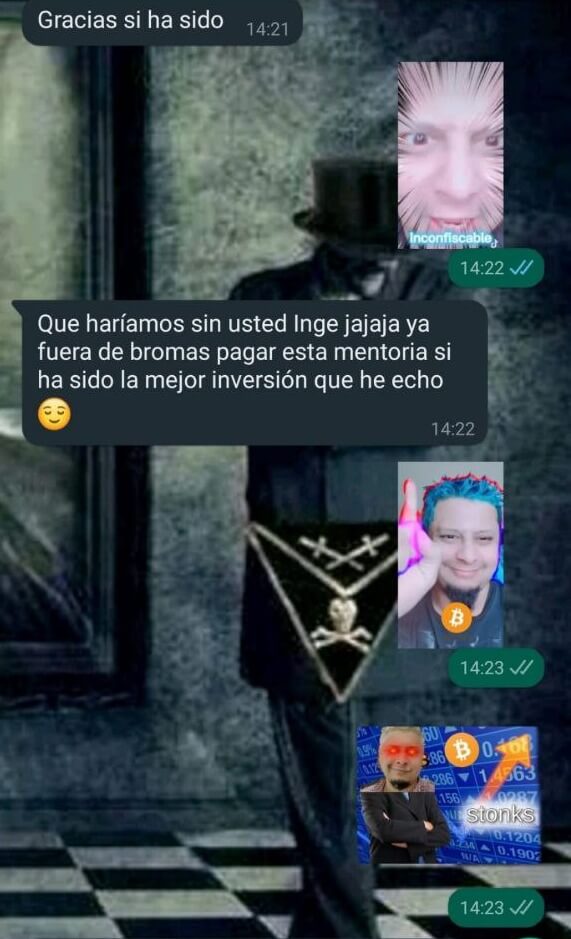 Gracias si ha sido
14:21
Inconfiscable
14:22
Que haríamos sin usted Inge jajaja ya
fuera de bromas pagar esta mentoria si
ha sido la mejor inversión que he echo
14:22
14:23
stonks
14:23